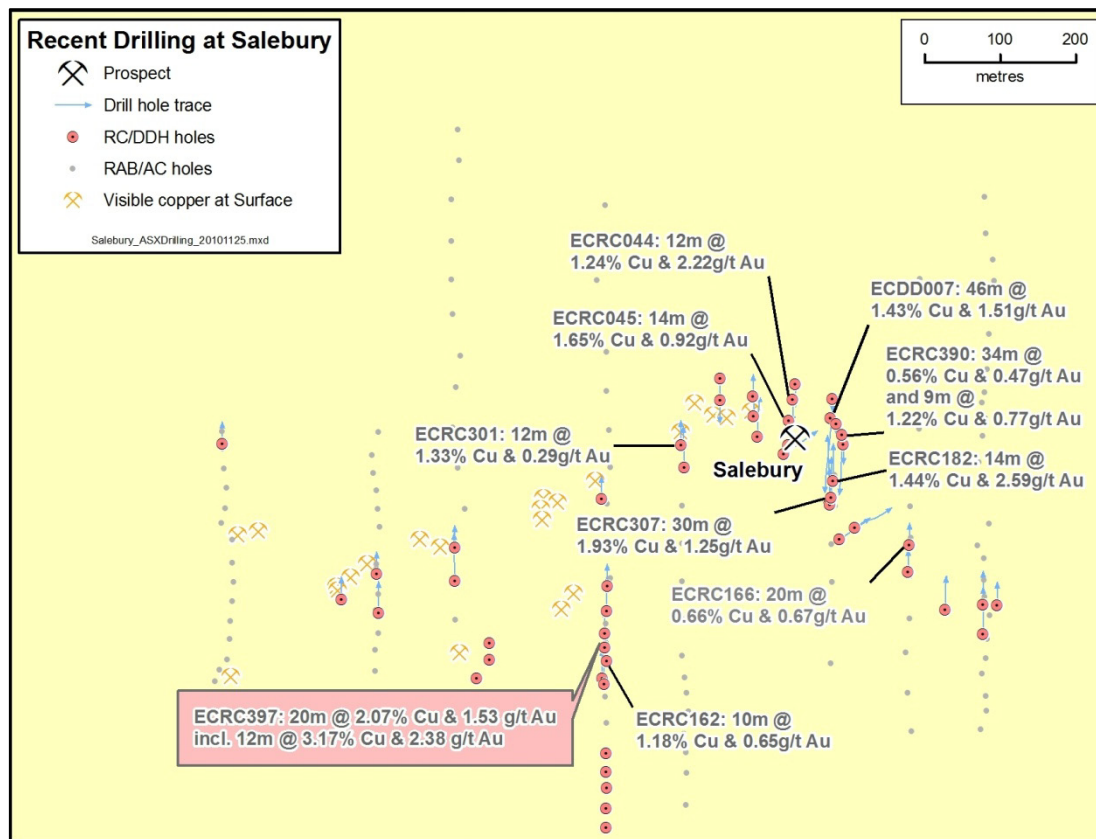 Recent Drilling at Salebury
Prospect
Drill hole trace
RC/DDH holes
RAB/AC holes
Visible copper at Surface
Salebury_ASXDrilling_20101125.mxd
0 100 200
metres
ECRC044: 12m @
1.24% Cu & 2.22g/t Au
ECDD007: 46m @
1.43% Cu & 1.51g/t Au
ECRC045: 14m @
1.65% Cu & 0.92g/t Au
ECRC390: 34m @
0.56% Cu & 0.47g/t Au
and 9m @
1.22% Cu & 0.77g/t Au
ECRC301: 12m @
1.33% Cu & 0.29g/t Au
Salebury
ECRC182: 14m @
1.44% Cu & 2.59g/t Au
ECRC307: 30m @
1.93% Cu & 1.25g/t Au
ECRC166: 20m @
0.66% Cu & 0.67g/t Au
ECRC397: 20m @ 2.07% Cu & 1.53 g/t Au
incl. 12m @ 3.17% Cu & 2.38 g/t Au
ECRC162: 10m @
1.18% Cu & 0.65g/t Au